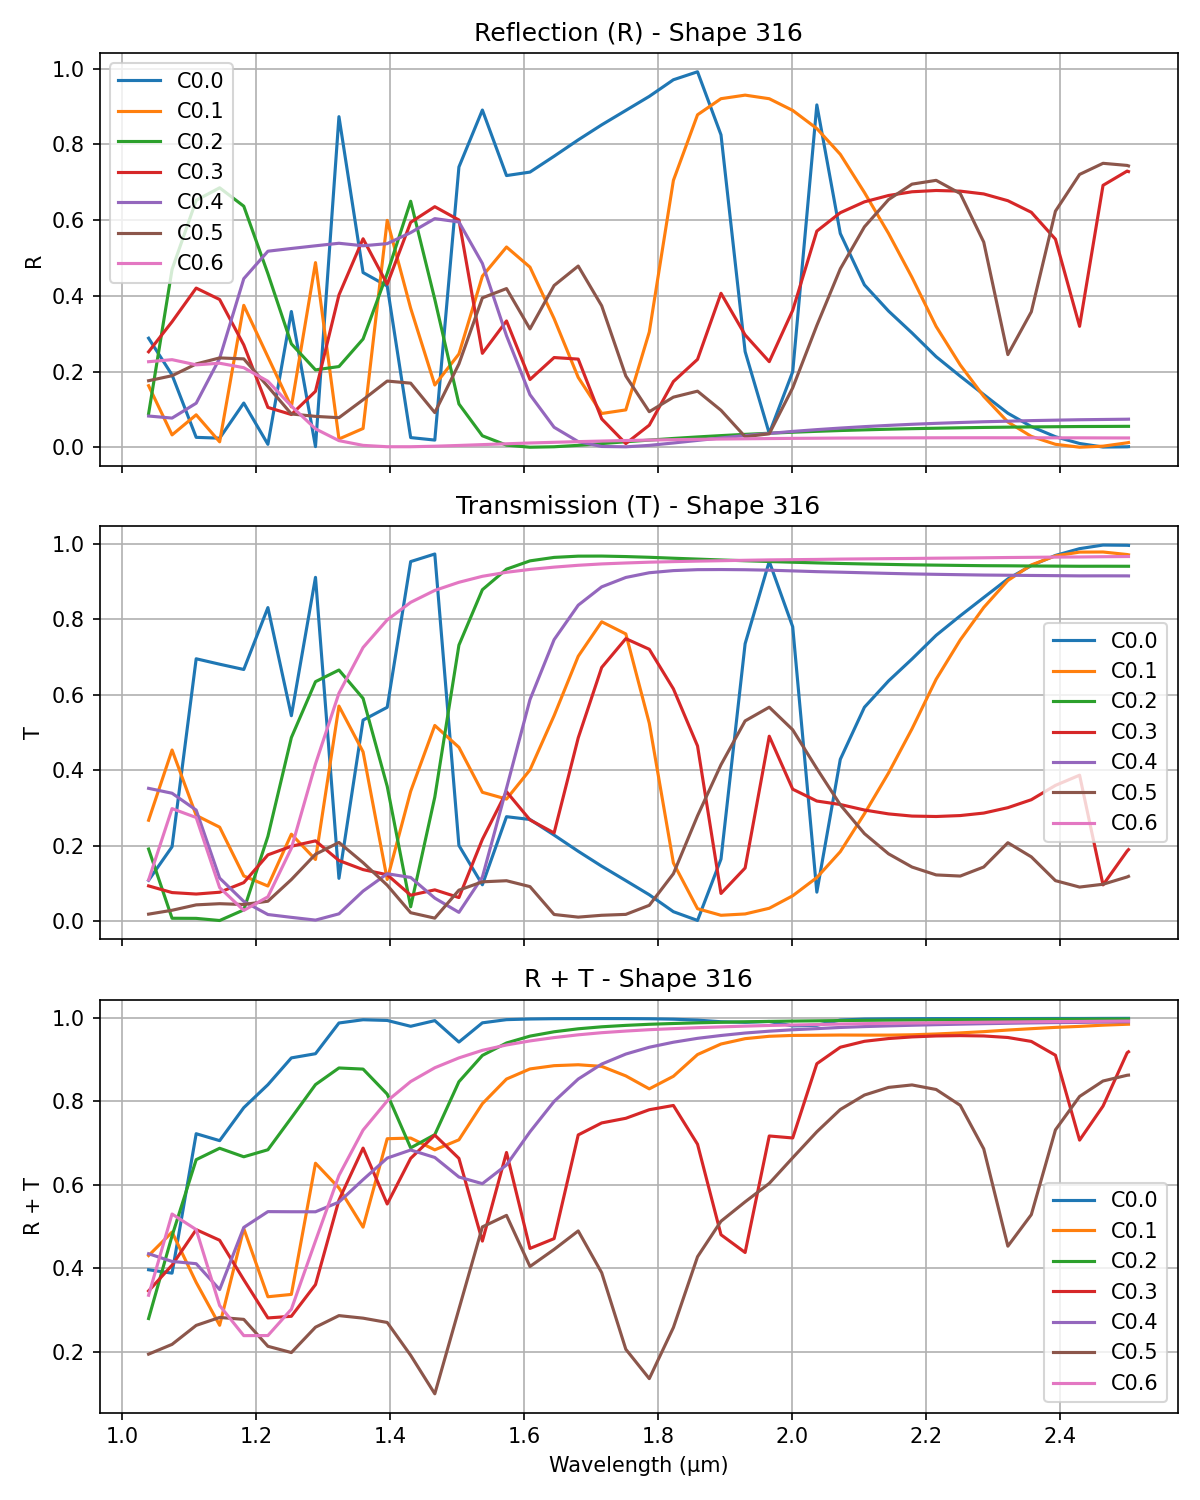 Reflection (R) - Shape 316
1.0
0.8
0.6
0.4
0.2
0.0
R
C0.0
C0.1
C0.2
C0.3
C0.4
C0.5
C0.6
Transmission (T) - Shape 316
1.0
0.8
0.6
0.4
0.2
0.0
T
C0.0
C0.1
C0.2
C0.3
C0.4
C0.5
C0.6
R + T - Shape 316
1.0
0.8
0.6
0.4
0.2
R + T
C0.0
C0.1
C0.2
C0.3
C0.4
C0.5
C0.6
1.0 1.2 1.4 1.6 1.8 2.0 2.2 2.4
Wavelength (μm)